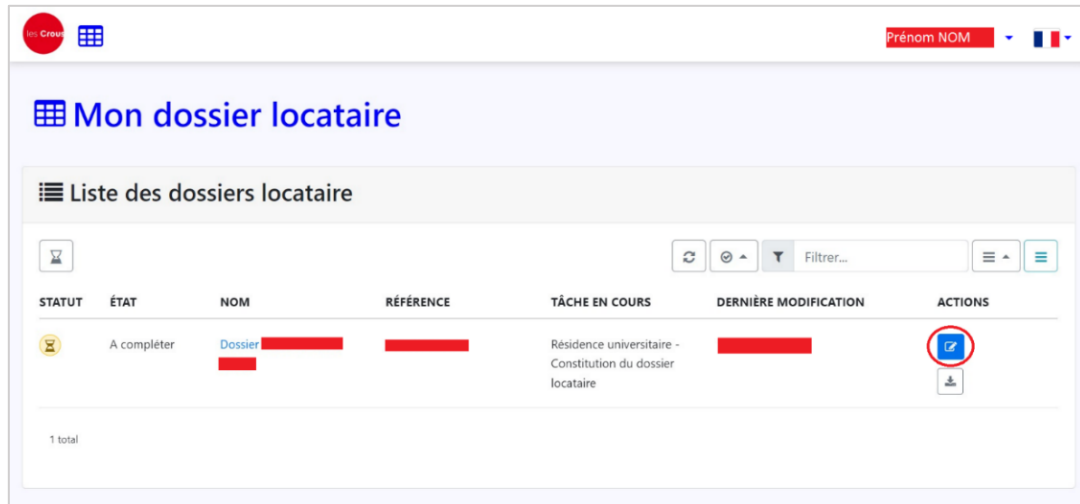 les Crous
Prénom NOM
Mon dossier locataire
Liste des dossiers locataire
Filtrer...
STATUT ÉTAT NOM RÉFÉRENCE TÂCHE EN COURS DERNIÈRE MODIFICATION ACTIONS
A compléter Dossier Résidence universitaire -
Constitution du dossier
locataire
1 total